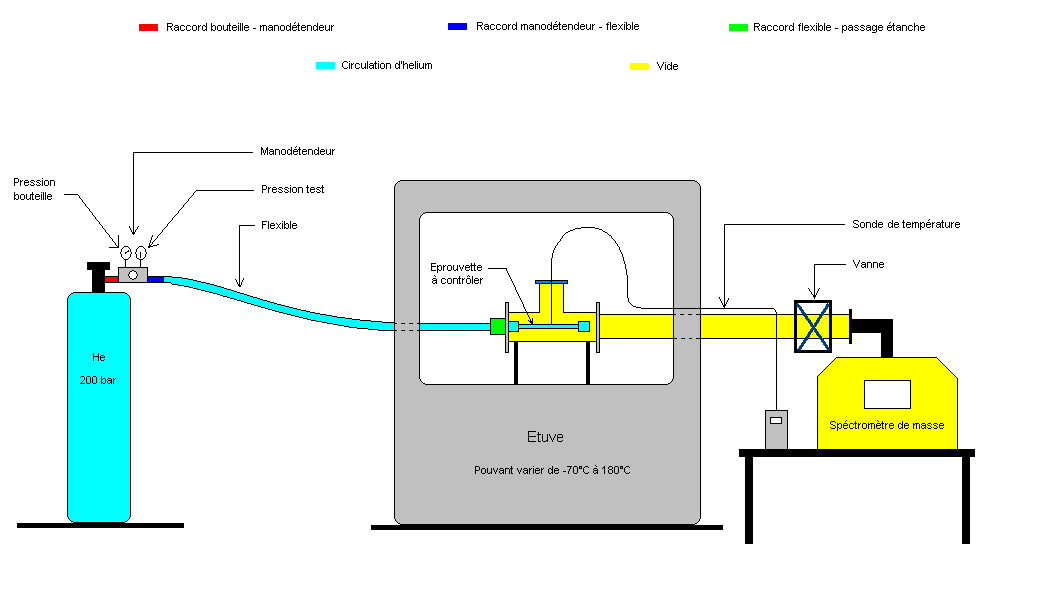 Raccord bouteille - manodétendeur
Raccord manodétendeur - flexible
Raccord flexible - passage étanche
Circulation d'helium
Vide
Manodétendeur
Pression
bouteille
Pression test
Flexible
Sonde de température
Eprouvette
à contrôler
Vanne
He
200 bar
Spéctromètre de masse
Etuve
Pouvant varier de -70°C à 180°C